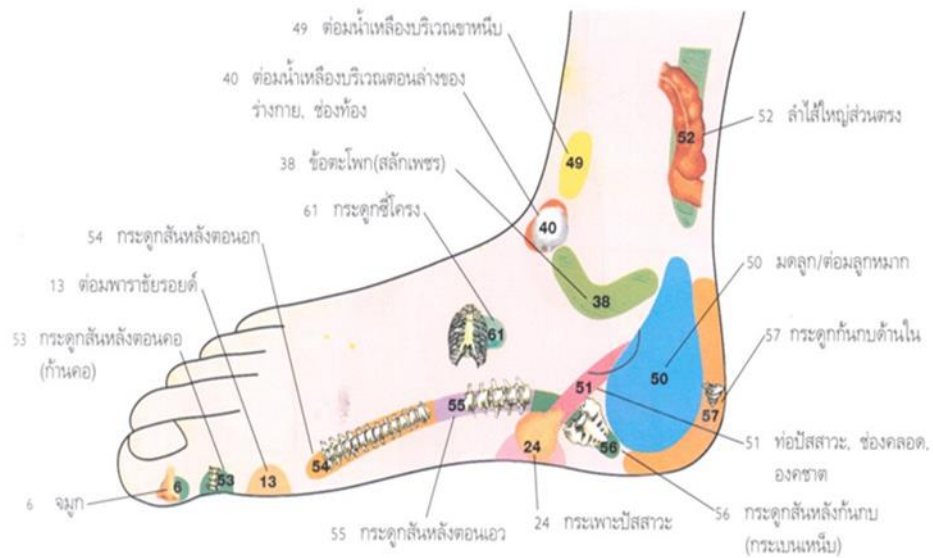 49 ต่อมน้ำเหลืองบริเวณขาหนีบ
40 ต่อมน้ำเหลืองบริเวณตอนล่างของ
ร่างกาย, ช่องท้อง
38 ข้อตะโพก(สลักเพชร)
61 กระดูกซี่โครง
54 กระดูกสันหลังตอนอก
13 ต่อมพาราธัยรอยด์
53 กระดูกสันหลังตอนคอ
(ก้านคอ)
6 จมูก
55 กระดูกสันหลังตอนเอว
24 กระเพาะปัสสาวะ
52 ลำไส้ใหญ่ส่วนตรง
50 มดลูก/ต่อมลูกหมาก
57 กระดูกก้นกบด้านใน
51 ท่อปัสสาวะ, ช่องคลอด,
องคชาต
56 กระดูกสันหลังก้นกบ
(กระเบนเหน็บ)
52
49
40
38
61
50
51
55
57
56
24
54
13
53
6